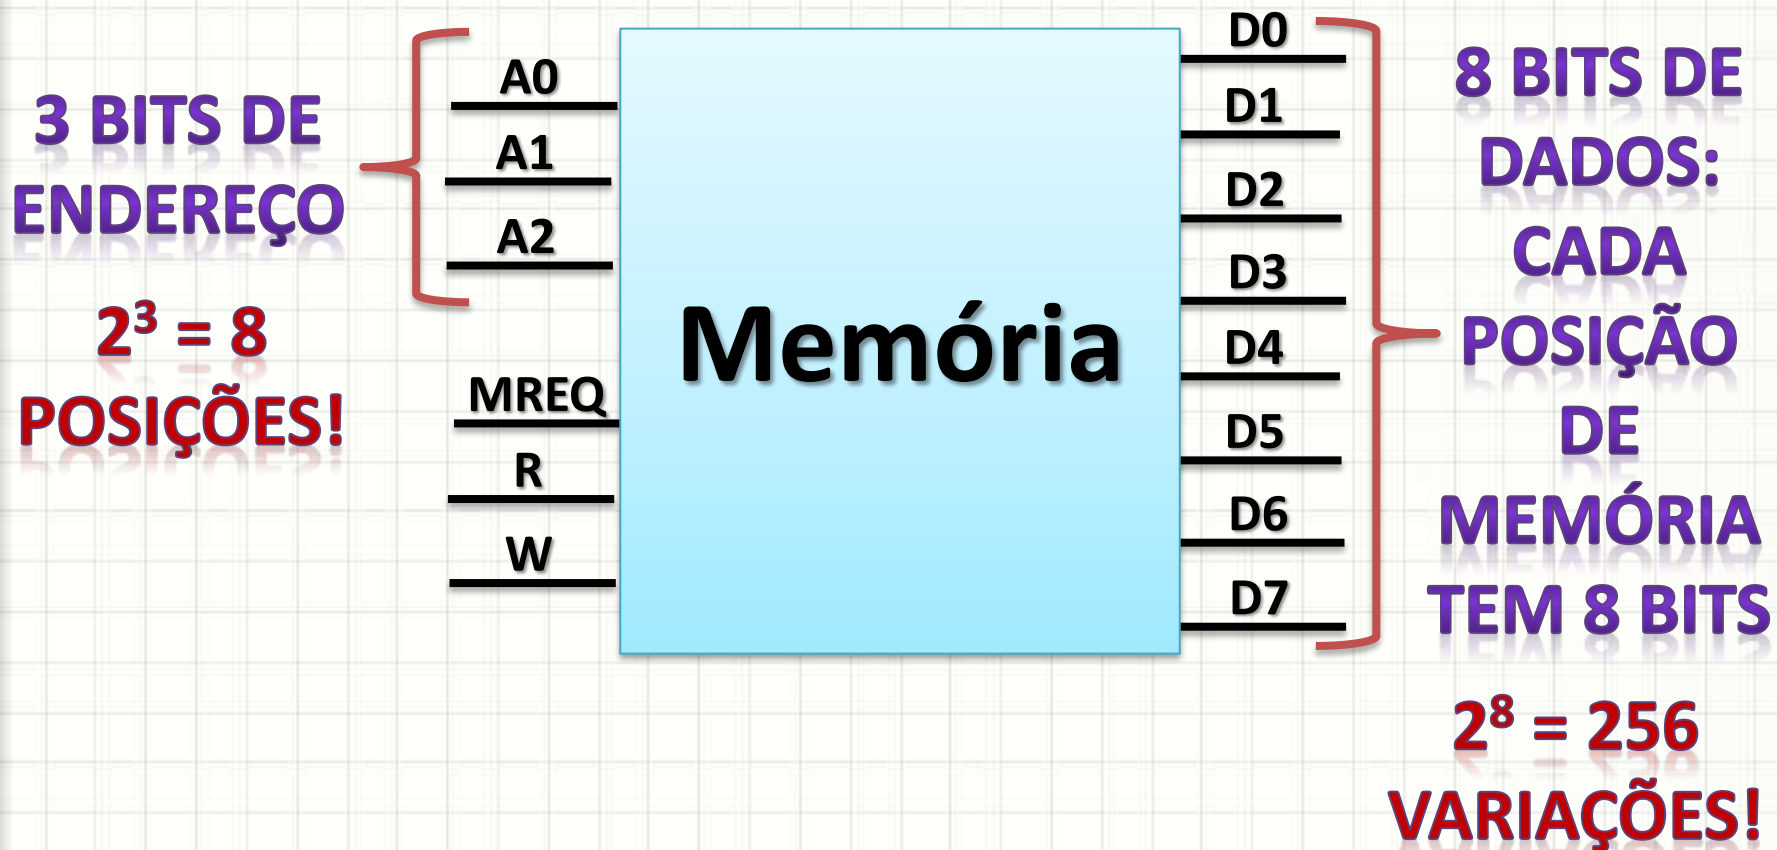 3 BITS DE
ENDEREÇO
2³ = 8
POSIÇÕES!
A0
A1
A2
MREQ
R
W
Memória
D0
D1
D2
D3
D4
D5
D6
D7
8 BITS DE
DADOS:
CADA
POSIÇÃO
DE
MEMÓRIA
TEM 8 BITS
2⁸ = 256
VARIAÇÕES!